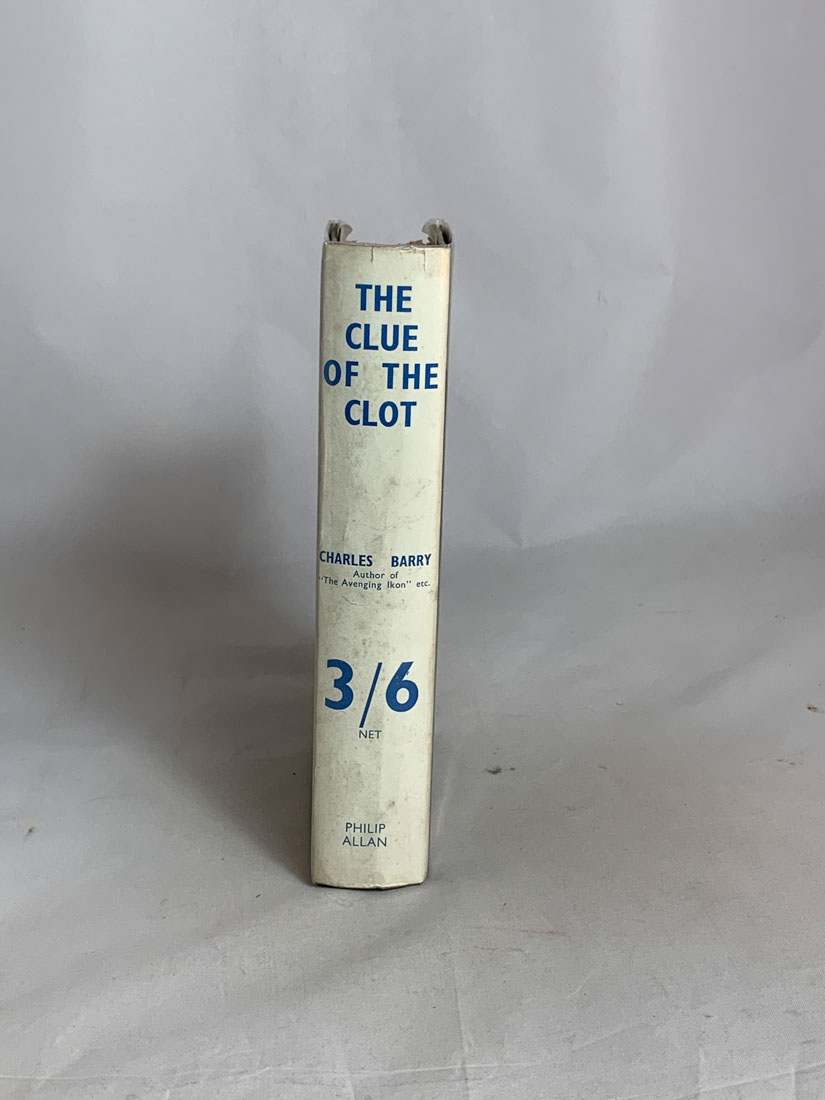 THE
CLUE
OF THE
CLOT
CHARLES BARRY
Author of
"The Avenging Ikon" etc.
3/6
NET
PHILIP
ALLAN